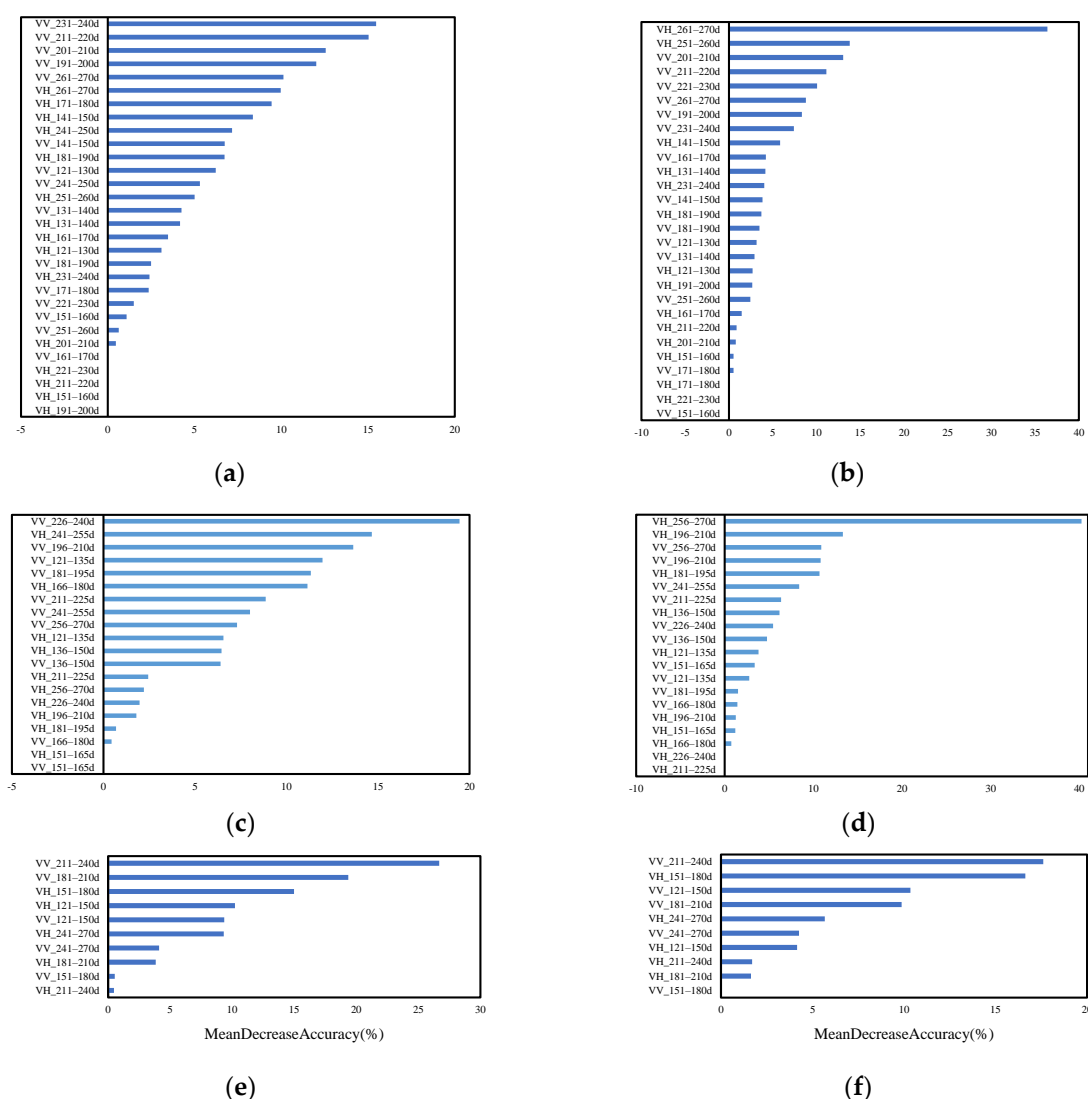 VV_231–240d
VV_211–220d
VV_201–210d
VV_191–200d
VV_261–270d
VH_261–270d
VH_171–180d
VH_141–150d
VH_241–250d
VV_141–150d
VH_181–190d
VV_121–130d
VV_241–250d
VH_251–260d
VV_131–140d
VH_131–140d
VH_161–170d
VH_121–130d
VV_181–190d
VH_231–240d
VV_171–180d
VV_221–230d
VV_151–160d
VV_251–260d
VH_201–210d
VV_161–170d
VH_221–230d
VH_211–220d
VH_151–160d
VH_191–200d
-5 0 5 10 15 20
(a)
VH_261–270d
VH_251–260d
VV_201–210d
VV_211–220d
VV_221–230d
VV_261–270d
VV_191–200d
VV_231–240d
VH_141–150d
VV_161–170d
VH_131–140d
VH_231–240d
VV_141–150d
VH_181–190d
VV_181–190d
VV_121–130d
VV_131–140d
VH_121–130d
VH_191–200d
VV_251–260d
VH_161–170d
VH_211–220d
VH_201–210d
VH_151–160d
VV_171–180d
VH_171–180d
VH_221–230d
VV_151–160d
-10 -5 0 5 10 15 20 25 30 35 40
(b)
VV_226–240d
VH_241–255d
VV_196–210d
VV_121–135d
VV_181–195d
VH_166–180d
VV_211–225d
VV_241–255d
VV_256–270d
VH_121–135d
VH_136–150d
VV_136–150d
VH_211–225d
VH_256–270d
VH_226–240d
VH_196–210d
VH_181–195d
VV_166–180d
VH_151–165d
VV_151–165d
-5 0 5 10 15 20
(c)
VH_256–270d
VH_196–210d
VV_256–270d
VV_196–210d
VH_181–195d
VV_241–255d
VV_211–225d
VH_136–150d
VV_226–240d
VV_136–150d
VH_121–135d
VV_151–165d
VV_121–135d
VV_181–195d
VV_166–180d
VH_196–210d
VH_151–165d
VH_166–180d
VH_226–240d
VH_211–225d
-10 0 10 20 30 40
(d)
VV_211–240d
VV_181–210d
VH_151–180d
VH_121–150d
VV_121–150d
VH_241–270d
VV_241–270d
VH_181–210d
VV_151–180d
VH_211–240d
0 5 10 15 20 25 30
MeanDecreaseAccuracy(%)
(e)
VV_211–240d
VH_151–180d
VV_121–150d
VV_181–210d
VH_241–270d
VV_241–270d
VH_121–150d
VH_211–240d
VH_181–210d
VV_151–180d
0 5 10 15 20
MeanDecreaseAccuracy(%)
(f)